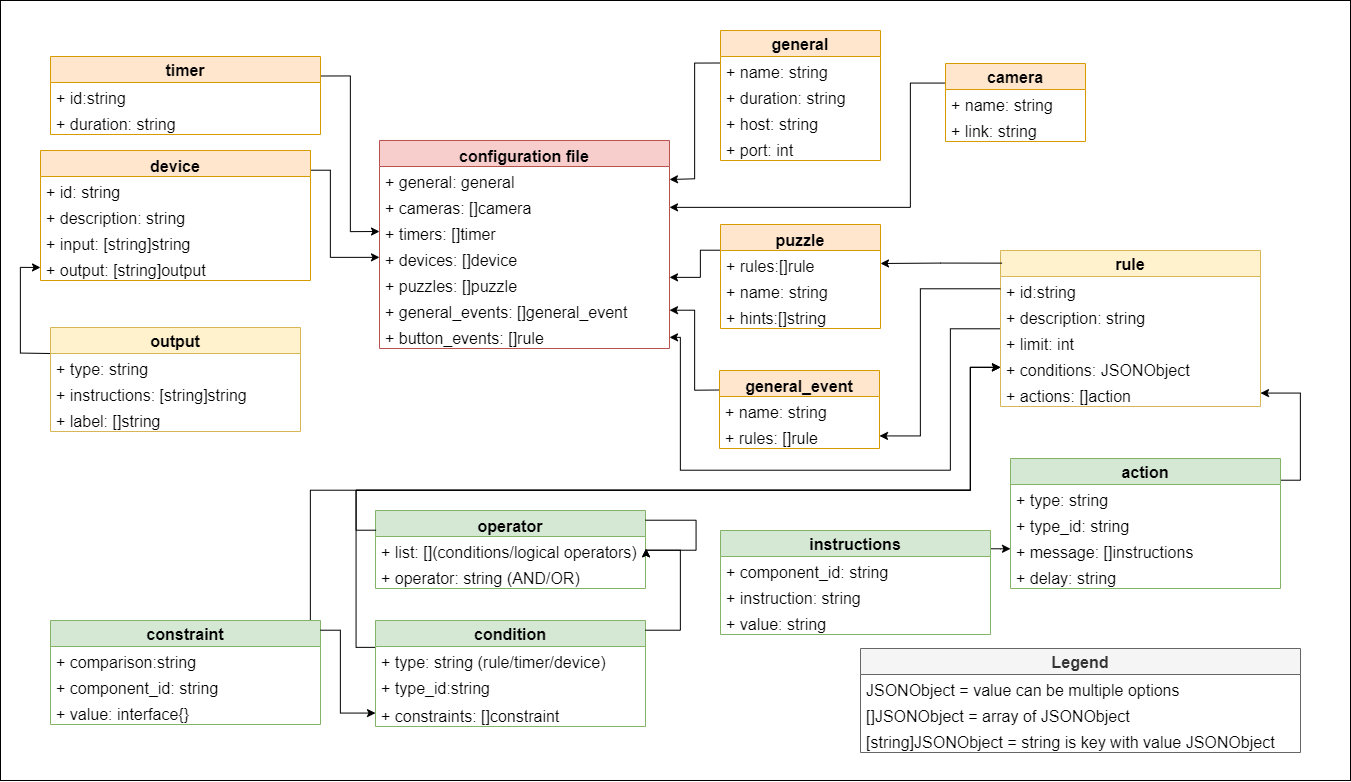 timer
+ id:string
+ duration: string
device
+ id: string
+ description: string
+ input: [string]string
+ output: [string]output
output
+ type: string
+ instructions: [string]string
+ label: []string
configuration file
+ general: general
+ cameras: []camera
+ timers: []timer
+ devices: []device
+ puzzles: []puzzle
+ general_events: []general_event
+ button_events: []rule
general
+ name: string
+ duration: string
+ host: string
+ port: int
camera
+ name: string
+ link: string
puzzle
+ rules:[]rule
+ name: string
+ hints:[]string
general_event
+ name: string
+ rules: []rule
rule
+ id:string
+ description: string
+ limit: int
+ conditions: JSONObject
+ actions: []action
action
+ type: string
+ type_id: string
+ message: []instructions
+ delay: string
instructions
+ component_id: string
+ instruction: string
+ value: string
operator
+ list: [](conditions/logical operators)
+ operator: string (AND/OR)
constraint
+ comparison:string
+ component_id: string
+ value: interface{}
condition
+ type: string (rule/timer/device)
+ type_id:string
+ constraints: []constraint
Legend
JSONObject = value can be multiple options
[]JSONObject = array of JSONObject
[string]JSONObject = string is key with value JSONObject